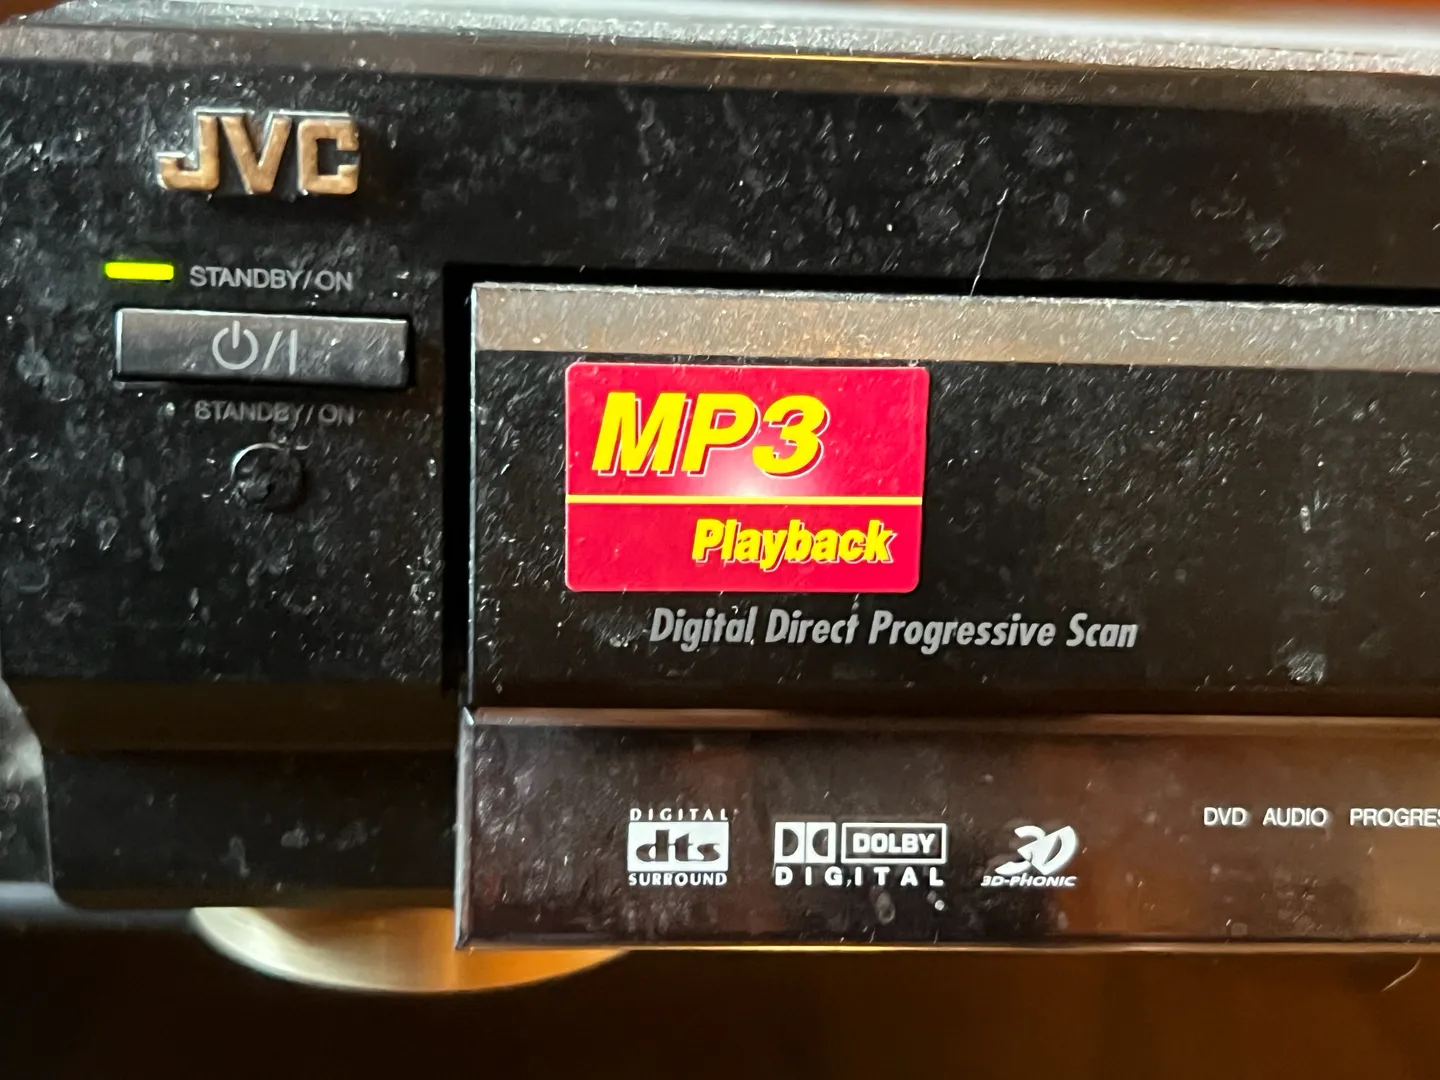 JVC
STANDBY/ON
⏻/I
STANDBY/ON
MP3
Playback
Digital Direct Progressive Scan
DIGITAL
dts
SURROUND
DOLBY
DIGITAL
3D
3D-PHONIC
DVD AUDIO